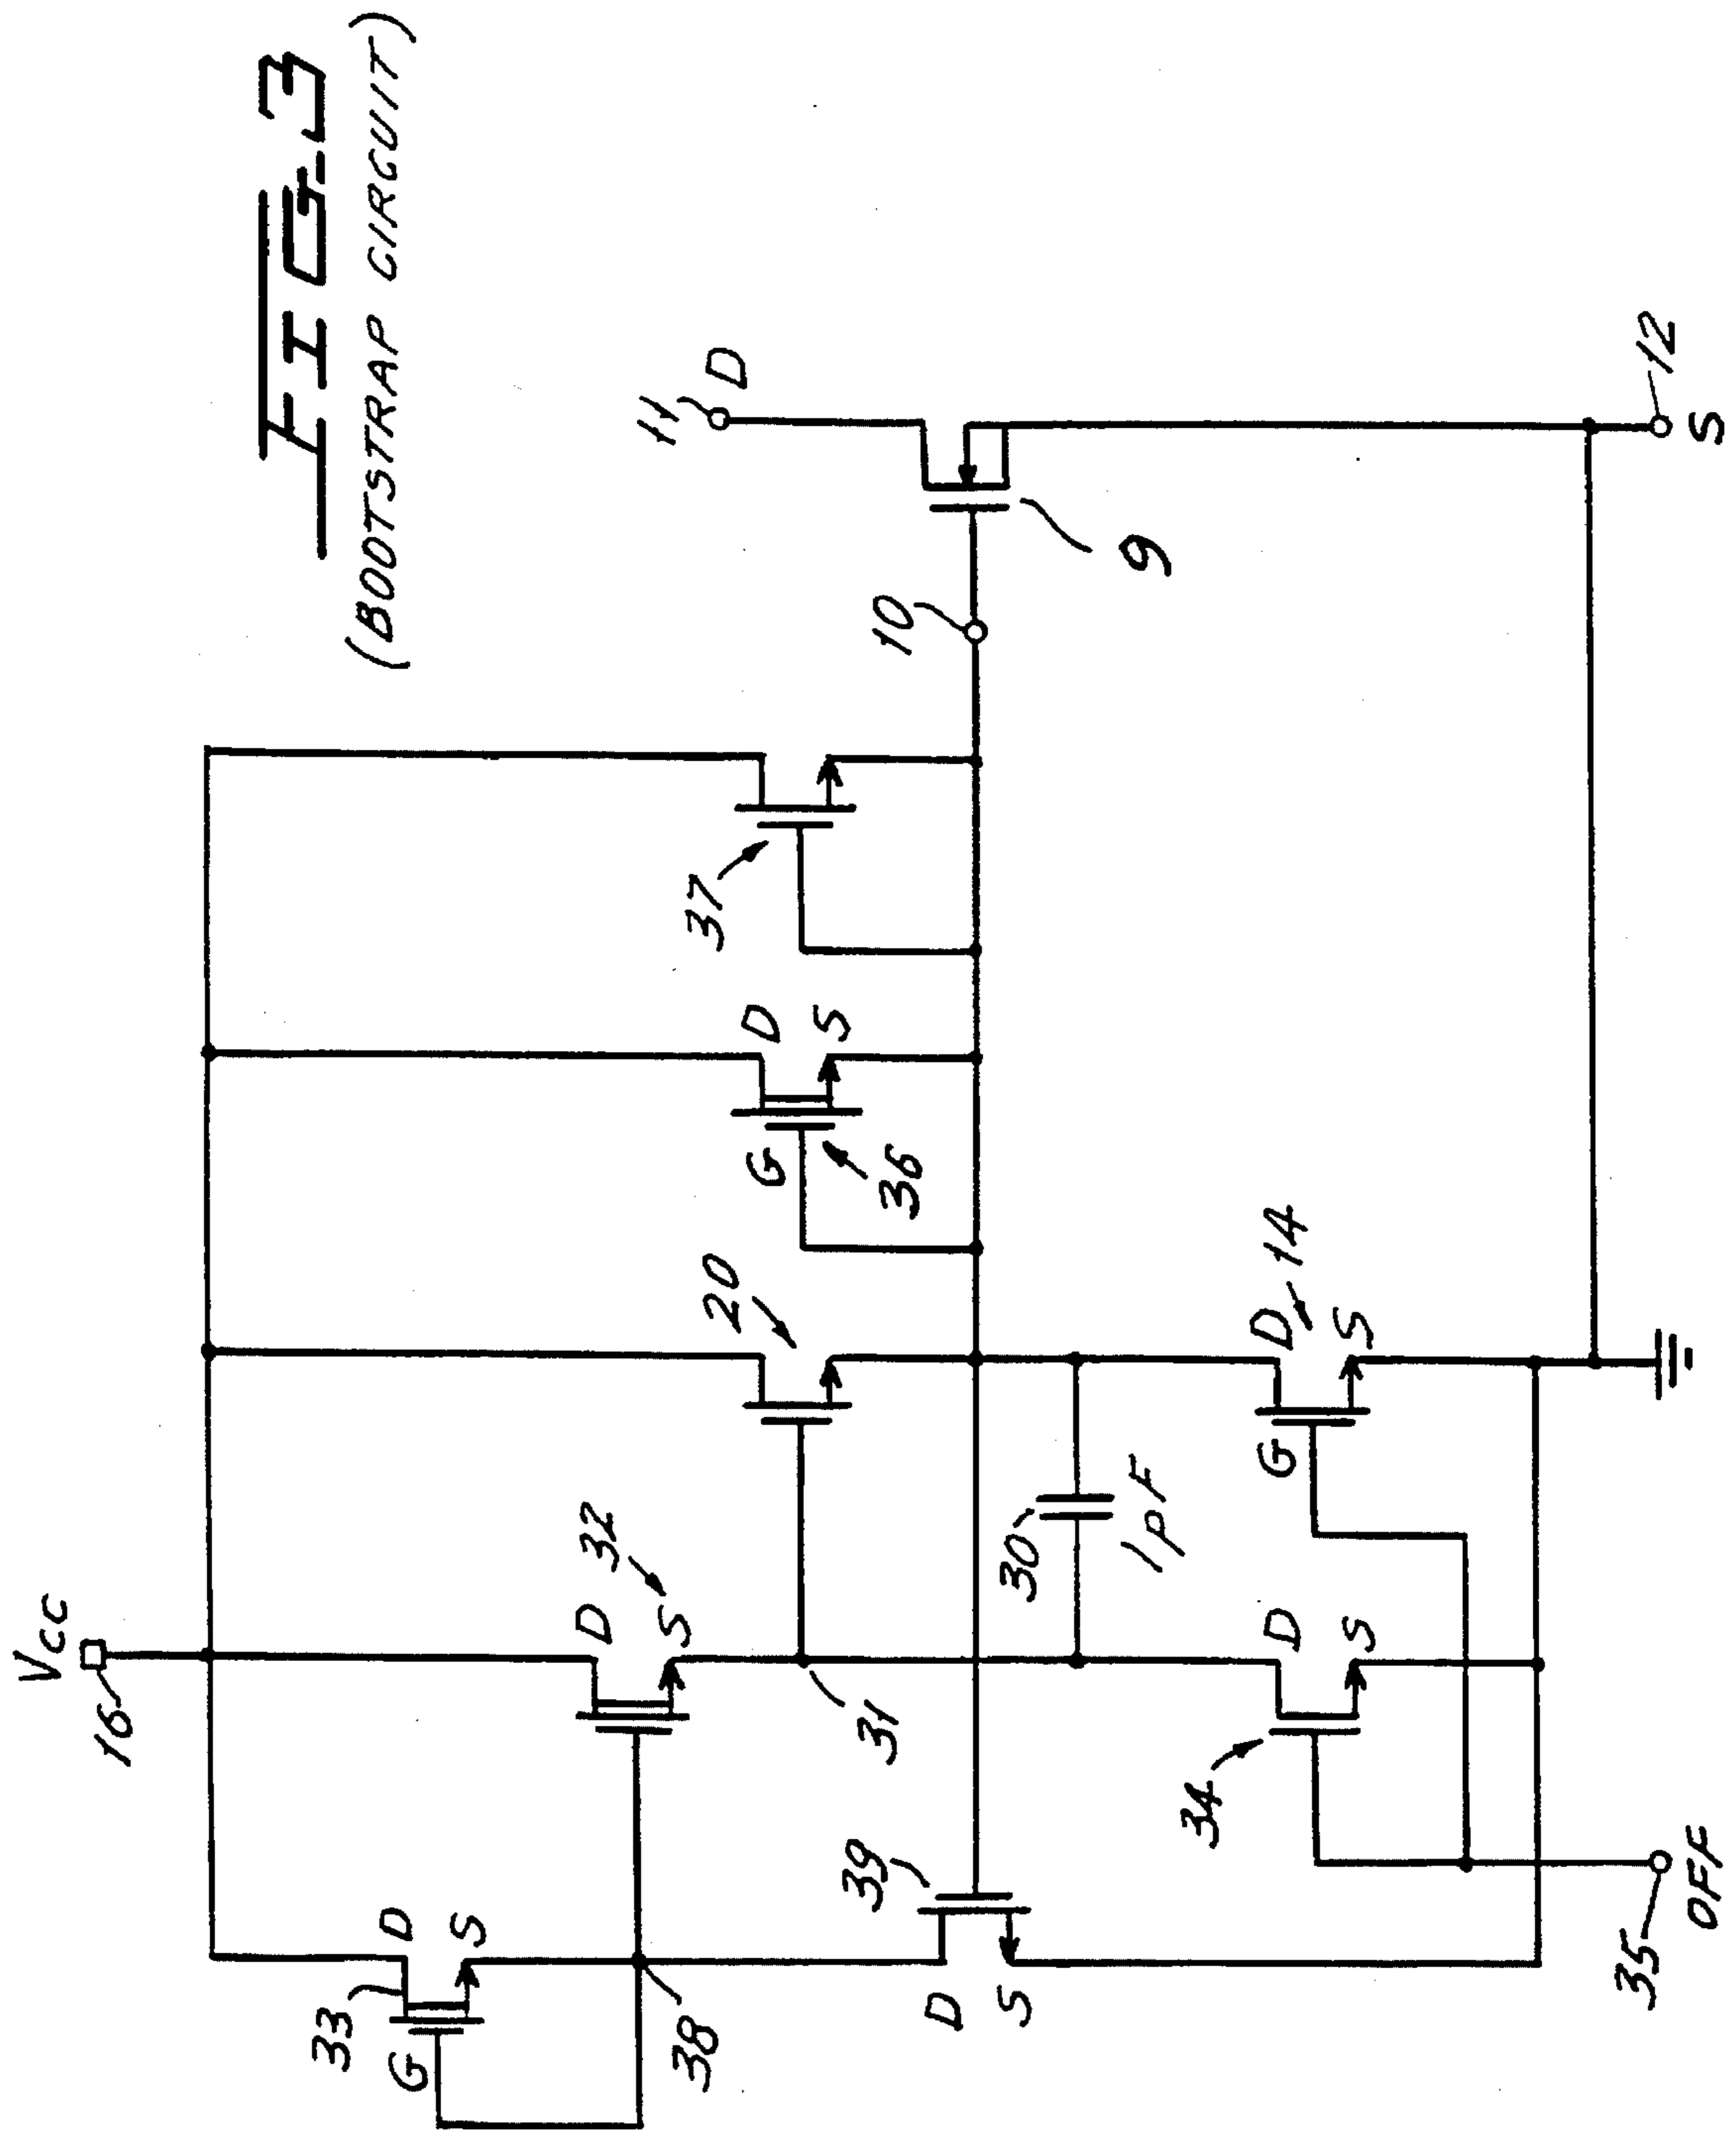 FIG. 3
(BOOTSTRAP CIRCUIT)
Vcc
16
33
D
S
G
38
D
32
S
31
20
D
S
G
36
37
10
11
D
9
39
D
S
30
1pF
34
D
S
D
14
S
G
35
OFF
12
S